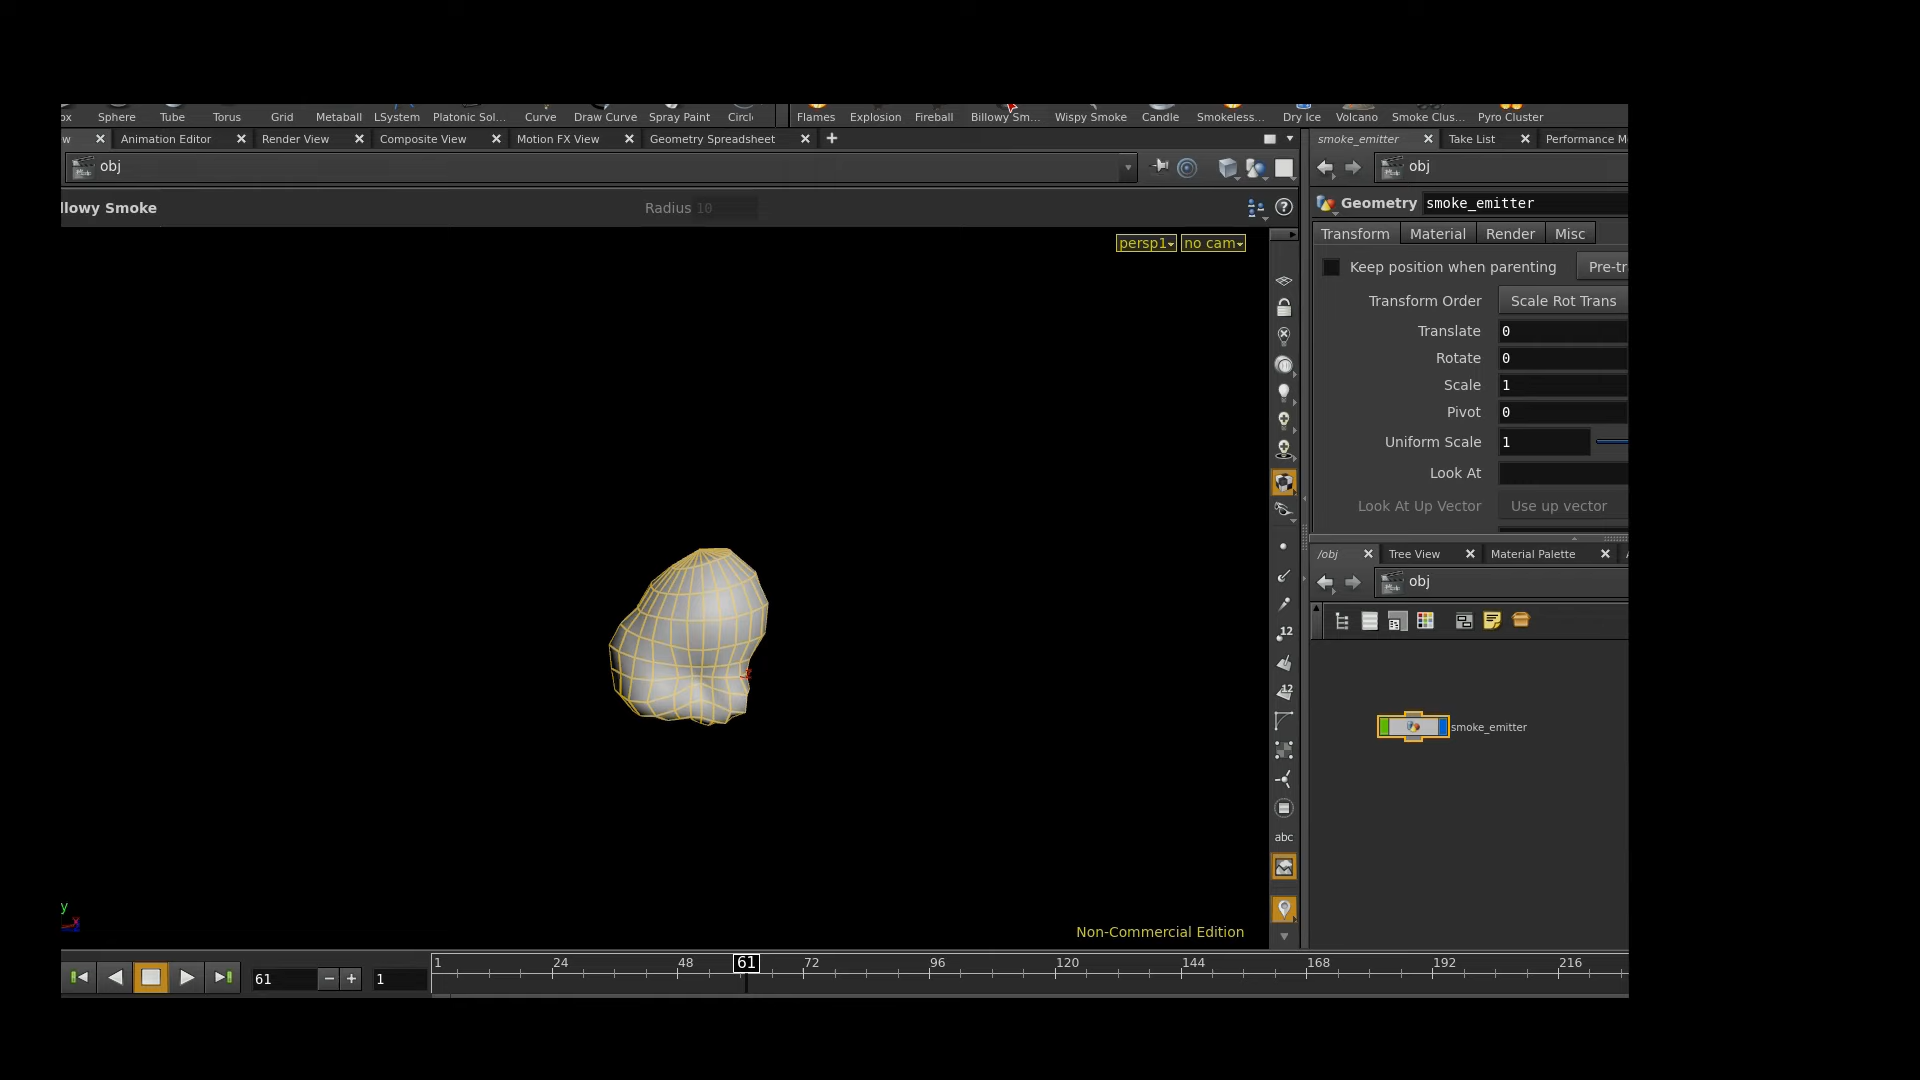 ox Sphere Tube Torus Grid Metaball LSystem Platonic Sol... Curve Draw Curve Spray Paint Circl Flames Explosion Fireball Billowy Sm... Wispy Smoke Candle Smokeless... Dry Ice Volcano Smoke Clus... Pyro Cluster
w Animation Editor Render View Composite View Motion FX View Geometry Spreadsheet
smoke_emitter Take List Performance M
obj
obj
llowy Smoke Radius 10
Geometry smoke_emitter
Transform Material Render Misc
persp1 no cam
Keep position when parenting Pre-tr
Transform Order Scale Rot Trans
Translate 0
Rotate 0
Scale 1
Pivot 0
Uniform Scale 1
Look At
Look At Up Vector Use up vector
/obj Tree View Material Palette
obj
12
12
smoke_emitter
abc
y
x
Non-Commercial Edition
61 1
1 24 48 61 72 96 120 144 168 192 216